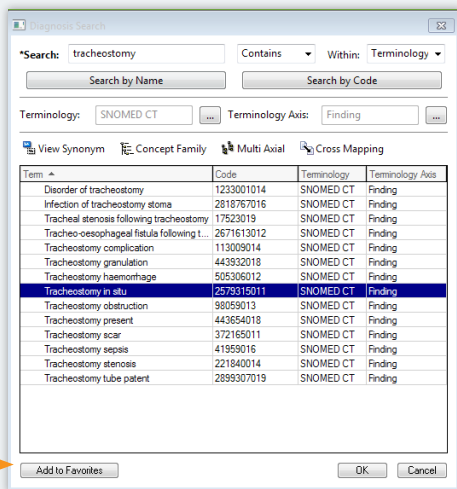 Diagnosis Search
*Search: tracheostomy Contains Within: Terminology
Search by Name Search by Code
Terminology: SNOMED CT ... Terminology Axis: Finding ...
View Synonym Concept Family Multi Axial Cross Mapping
Term Code Terminology Terminology Axis
Disorder of tracheostomy 1233001014 SNOMED CT Finding
Infection of tracheostomy stoma 2818767016 SNOMED CT Finding
Tracheal stenosis following tracheostomy 17523019 SNOMED CT Finding
Tracheo-oesophageal fistula following t... 2671613012 SNOMED CT Finding
Tracheostomy complication 113009014 SNOMED CT Finding
Tracheostomy granulation 443932018 SNOMED CT Finding
Tracheostomy haemorrhage 505306012 SNOMED CT Finding
Tracheostomy in situ 2579315011 SNOMED CT Finding
Tracheostomy obstruction 98059013 SNOMED CT Finding
Tracheostomy present 443654018 SNOMED CT Finding
Tracheostomy scar 372165011 SNOMED CT Finding
Tracheostomy sepsis 41959016 SNOMED CT Finding
Tracheostomy stenosis 221840014 SNOMED CT Finding
Tracheostomy tube patent 2899307019 SNOMED CT Finding
Add to Favorites OK Cancel